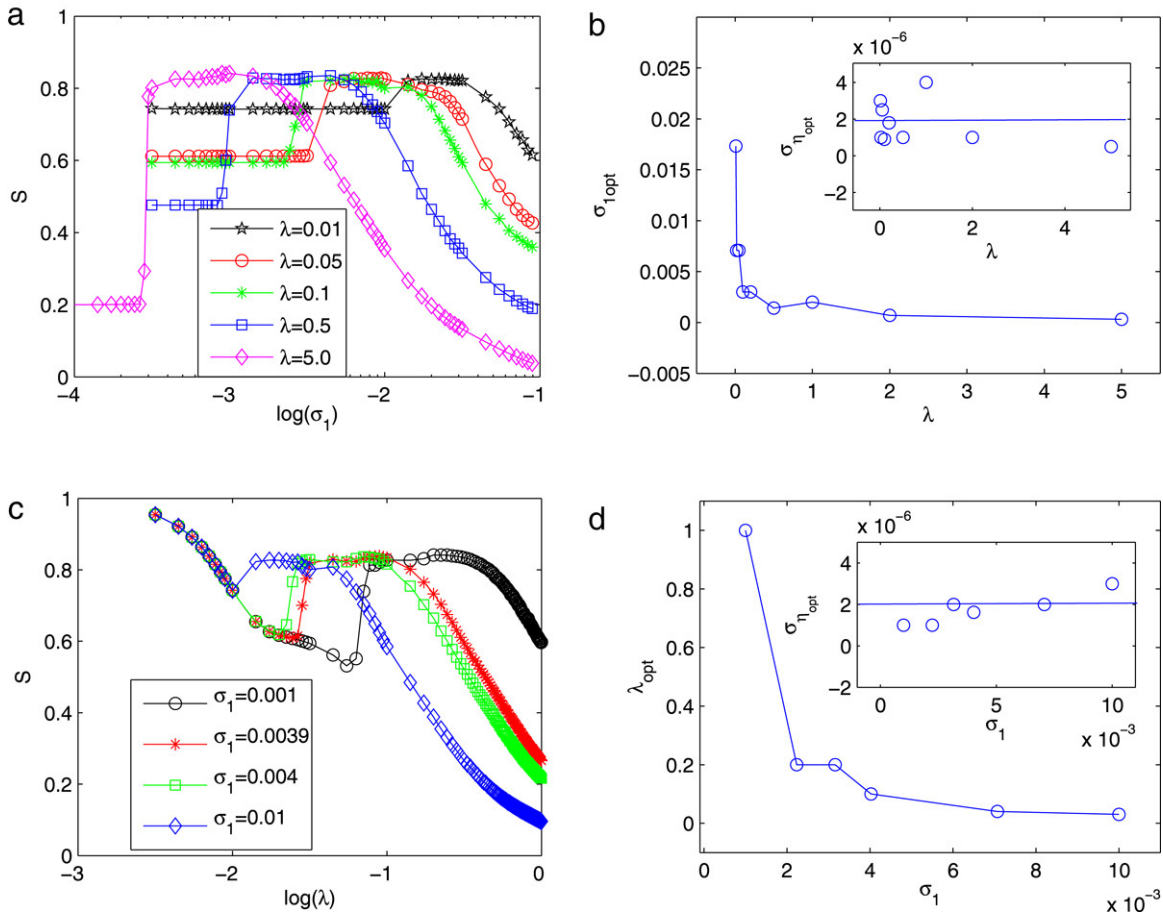 a
1
0.8
0.6
0.4
0.2
0
S
−4
−3
−2
−1
log(σ1)
λ=0.01
λ=0.05
λ=0.1
λ=0.5
λ=5.0
b
0.025
0.02
0.015
0.01
0.005
0
−0.005
σ1opt
0
1
2
3
4
5
λ
x 10−6
4
2
0
−2
σηopt
0
2
4
λ
c
1
0.8
0.6
0.4
0.2
0
S
−3
−2
−1
0
log(λ)
σ1=0.001
σ1=0.0039
σ1=0.004
σ1=0.01
d
1
0.8
0.6
0.4
0.2
0
λopt
0
2
4
6
8
10
σ1
x 10−3
x 10−6
4
2
0
−2
σηopt
0
5
10
σ1
x 10−3